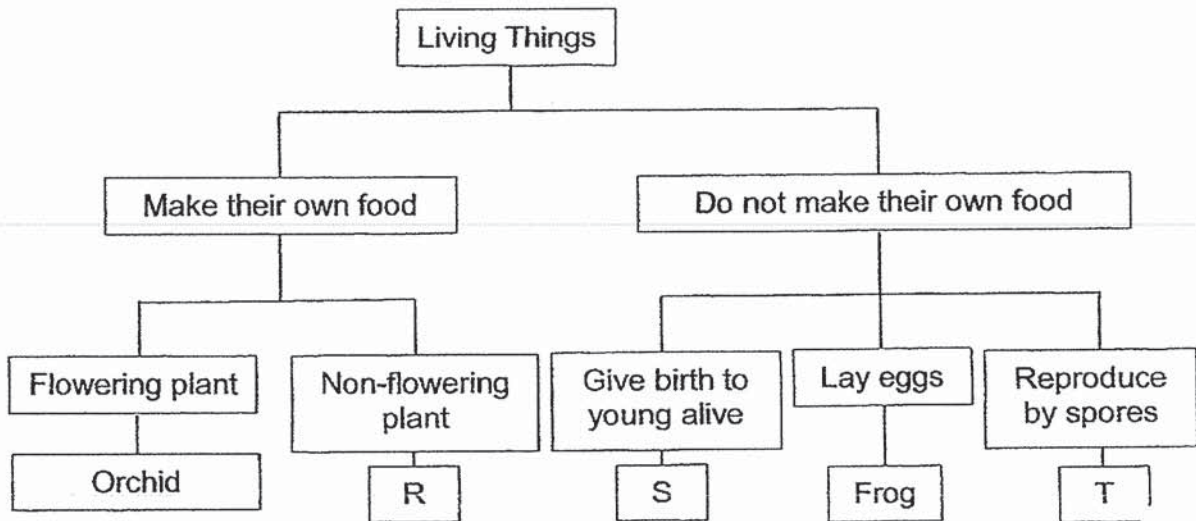 Living Things
Make their own food
Do not make their own food
Flowering plant
Non-flowering
plant
Give birth to
young alive
Lay eggs
Reproduce
by spores
Orchid
R
S
Frog
T